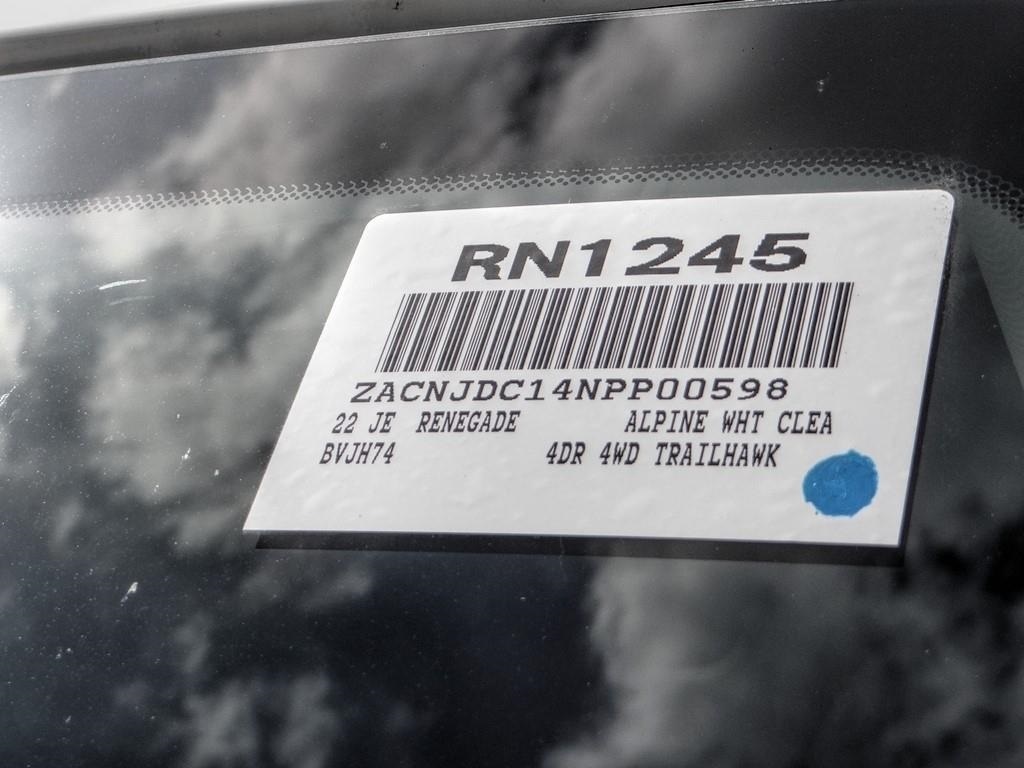 RN1245
ZACNJDC14NPP00598
22 JE RENEGADE ALPINE WHT CLEA
BVJH74 4DR 4WD TRAILHAWK